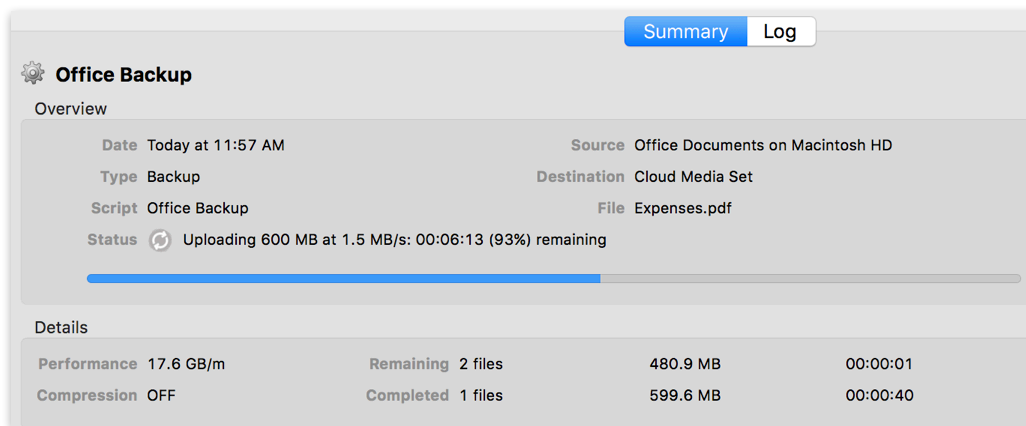 Summary Log
Office Backup
Overview
Date Today at 11:57 AM Source Office Documents on Macintosh HD
Type Backup Destination Cloud Media Set
Script Office Backup File Expenses.pdf
Status Uploading 600 MB at 1.5 MB/s: 00:06:13 (93%) remaining
Details
Performance 17.6 GB/m Remaining 2 files 480.9 MB 00:00:01
Compression OFF Completed 1 files 599.6 MB 00:00:40